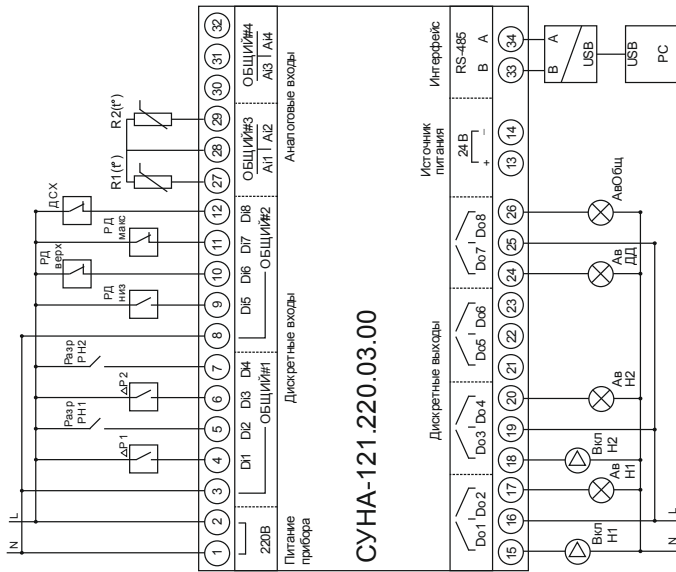 N
L
ΔP1
Разр
РН1
ΔP2
Разр
РН2
РД
низ
РД
верх
РД
макс
ДСХ
R1(t°)
R2(t°)
1 2 3 4 5 6 7 8 9 10 11 12 27 28 29 30 31 32
220В
Di1 Di2 Di3 Di4
ОБЩИЙ#1
Di5 Di6 Di7 Di8
ОБЩИЙ#2
ОБЩИЙ#3
Ai1 Ai2
ОБЩИЙ#4
Ai3 Ai4
Питание
прибора
Дискретные входы
Аналоговые входы
СУНА-121.220.03.00
Дискретные выходы
Источник
питания
Интерфейс
Do1 Do2
Do3 Do4
Do5 Do6
Do7 Do8
24 В
+ −
RS-485
B A
15 16 17 18 19 20 21 22 23 24 25 26 13 14 33 34
Вкл
Н1
Ав
Н1
Вкл
Н2
Ав
Н2
Ав
ДД
АвОбщ
B A
USB
USB
PC
N
L